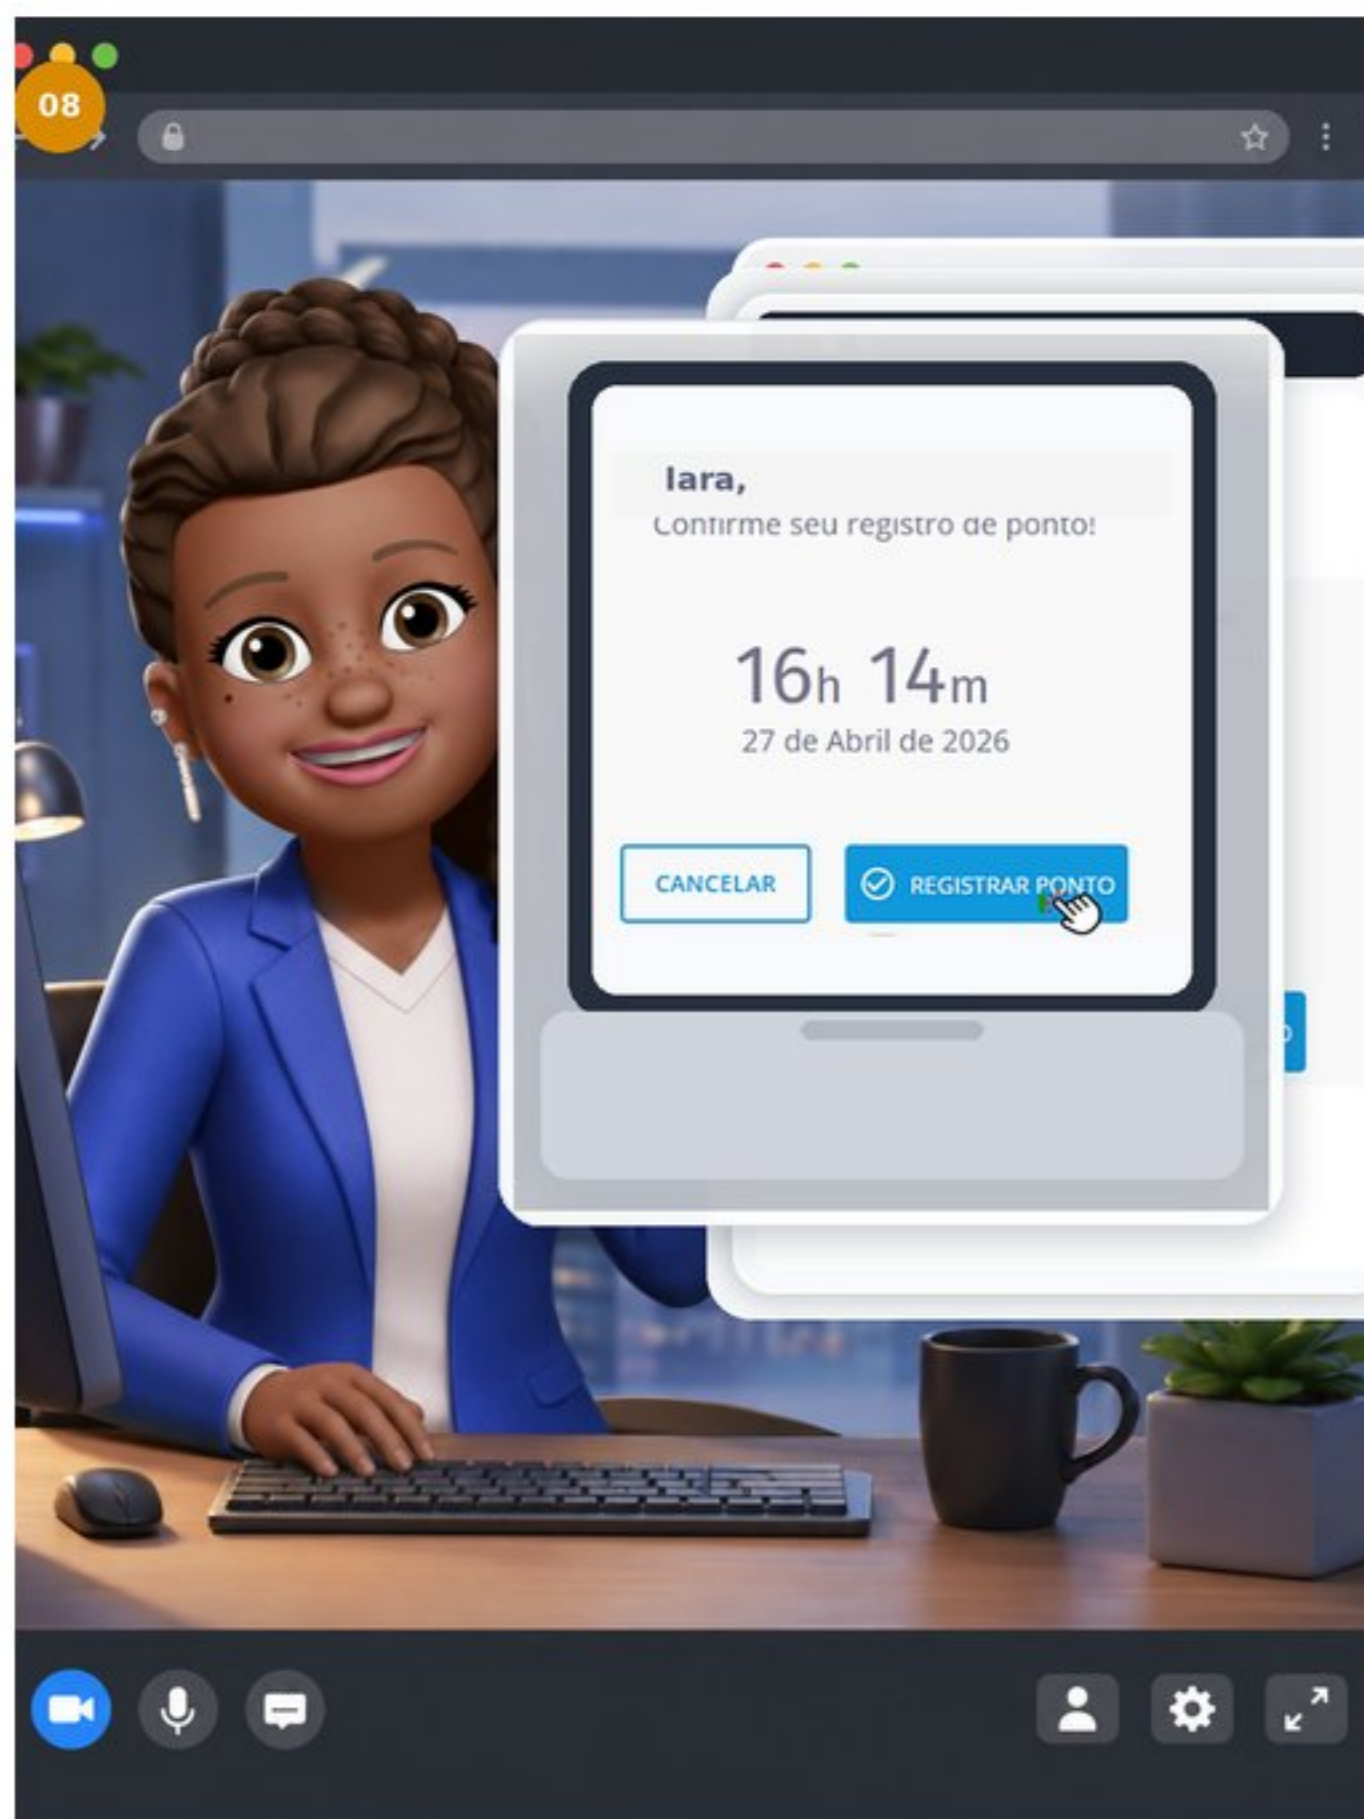 08
Iara,
Confirme seu registro de ponto!
16h 14m
27 de Abril de 2026
CANCELAR
REGISTRAR PONTO